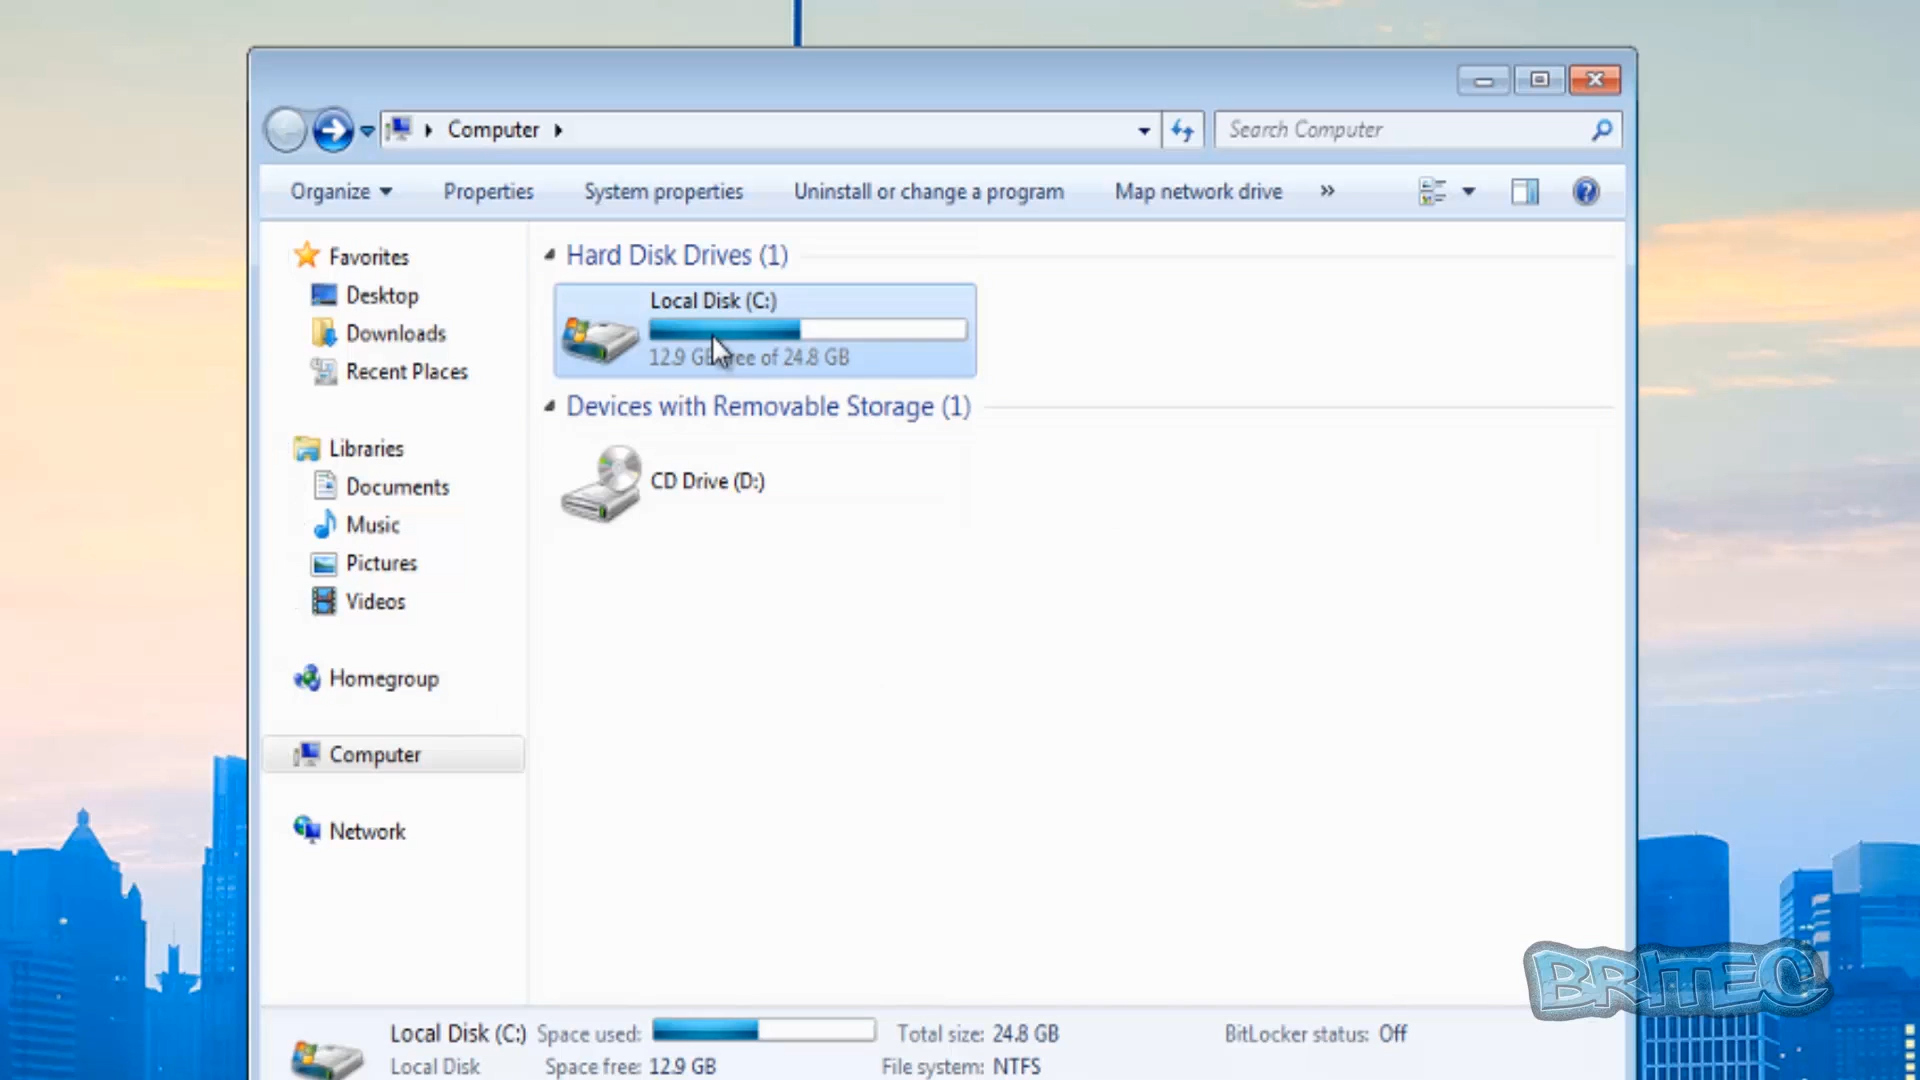 Computer
Search Computer
Organize
Properties
System properties
Uninstall or change a program
Map network drive
»
Favorites
Desktop
Downloads
Recent Places
Libraries
Documents
Music
Pictures
Videos
Homegroup
Computer
Network
Hard Disk Drives (1)
Local Disk (C:)
12.9 GB free of 24.8 GB
Devices with Removable Storage (1)
CD Drive (D:)
BRITEC
Local Disk (C:) Space used: Total size: 24.8 GB BitLocker status: Off
Local Disk Space free: 12.9 GB File system: NTFS